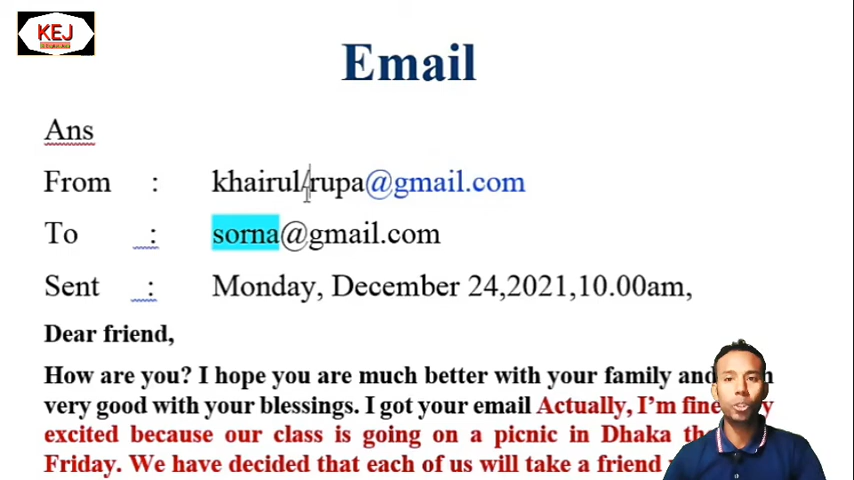 KEJ
Email
Ans
From : khairul/rupa@gmail.com
To : sorna@gmail.com
Sent : Monday, December 24,2021,10.00am,
Dear friend,
How are you? I hope you are much better with your family and
very good with your blessings. I got your email Actually, I'm fine
excited because our class is going on a picnic in Dhaka
Friday. We have decided that each of us will take a friend